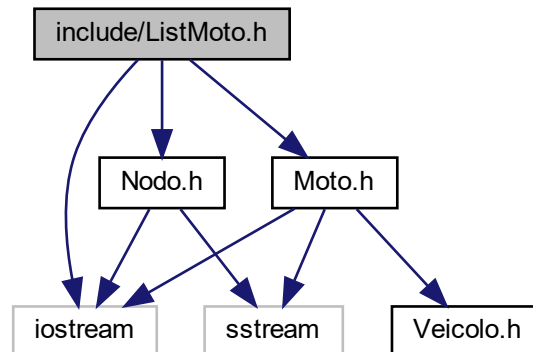 include/ListMoto.h
Nodo.h
Moto.h
iostream
sstream
Veicolo.h